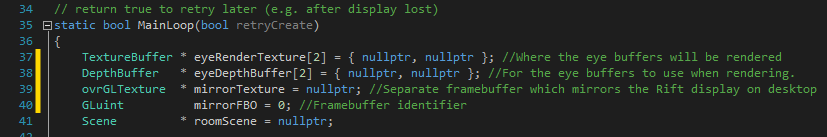 34 // return true to retry later (e.g. after display lost)
35 static bool MainLoop(bool retryCreate)
36 {
37 TextureBuffer * eyeRenderTexture[2] = { nullptr, nullptr }; //Where the eye buffers will be rendered
38 DepthBuffer * eyeDepthBuffer[2] = { nullptr, nullptr }; //For the eye buffers to use when rendering.
39 ovrGLTexture * mirrorTexture = nullptr; //Separate framebuffer which mirrors the Rift display on desktop
40 GLuint mirrorFBO = 0; //Framebuffer identifier
41 Scene * roomScene = nullptr;